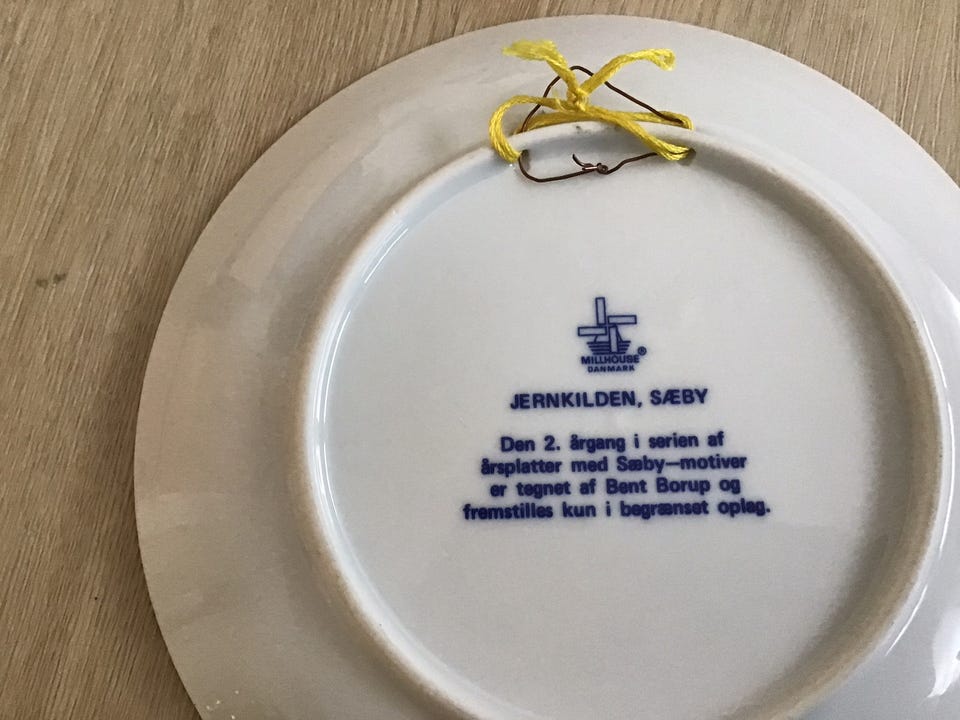 MILLHOUSE ®
DANMARK
JERNKILDEN, SÆBY
Den 2. årgang i serien af
årsplatter med Sæby—motiver
er tegnet af Bent Borup og
fremstilles kun i begrænset oplag.